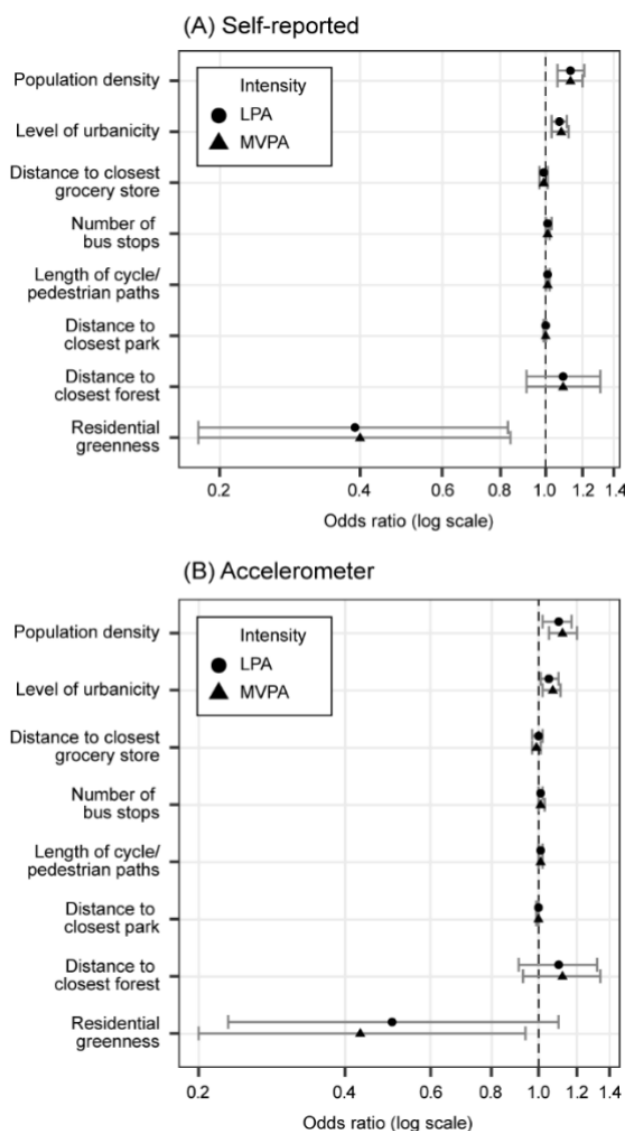 (A) Self-reported
Population density
Level of urbanicity
Distance to closest
grocery store
Number of
bus stops
Length of cycle/
pedestrian paths
Distance to
closest park
Distance to
closest forest
Residential
greenness
Intensity
LPA
MVPA
0.2 0.4 0.6 0.8 1.0 1.2 1.4
Odds ratio (log scale)
(B) Accelerometer
Population density
Level of urbanicity
Distance to closest
grocery store
Number of
bus stops
Length of cycle/
pedestrian paths
Distance to
closest park
Distance to
closest forest
Residential
greenness
Intensity
LPA
MVPA
0.2 0.4 0.6 0.8 1.0 1.2 1.4
Odds ratio (log scale)